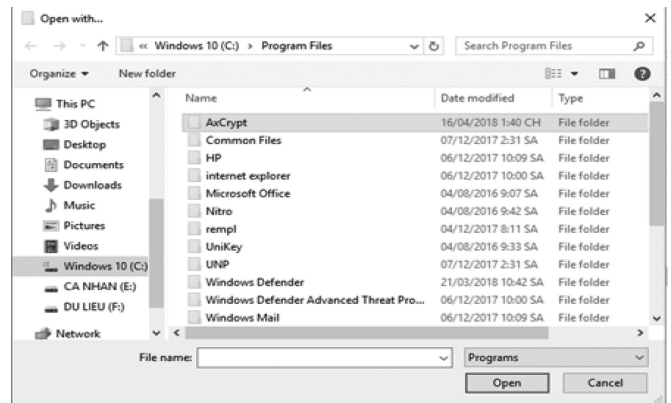 Open with...
« Windows 10 (C:) › Program Files
Search Program Files
Organize
New folder
This PC
3D Objects
Desktop
Documents
Downloads
Music
Pictures
Videos
Windows 10 (C:)
CA NHAN (E:)
DU LIEU (F:)
Network
Name Date modified Type
AxCrypt 16/04/2018 1:40 CH File folder
Common Files 07/12/2017 2:31 SA File folder
HP 06/12/2017 10:09 SA File folder
internet explorer 06/12/2017 10:00 SA File folder
Microsoft Office 04/08/2016 9:07 SA File folder
Nitro 04/08/2016 9:42 SA File folder
rempl 04/12/2017 8:11 SA File folder
UniKey 04/08/2016 9:33 SA File folder
UNP 07/12/2017 2:31 SA File folder
Windows Defender 21/03/2018 10:42 SA File folder
Windows Defender Advanced Threat Pro... 06/12/2017 10:00 SA File folder
Windows Mail 06/12/2017 10:09 SA File folder
File name:
Programs
Open
Cancel